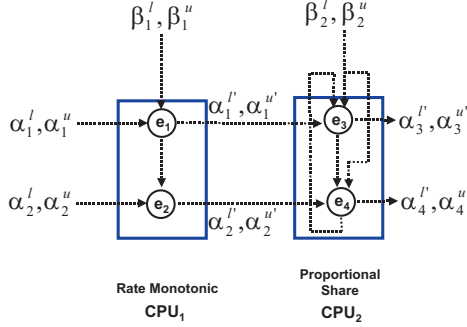 β₁ˡ,β₁ᵘ β₂ˡ,β₂ᵘ
α₁ˡ,α₁ᵘ e₁ α₁ˡ',α₁ᵘ' e₃ α₃ˡ',α₃ᵘ'
α₂ˡ,α₂ᵘ e₂ α₂ˡ',α₂ᵘ' e₄ α₄ˡ',α₄ᵘ
Rate Monotonic
CPU₁
Proportional
Share
CPU₂